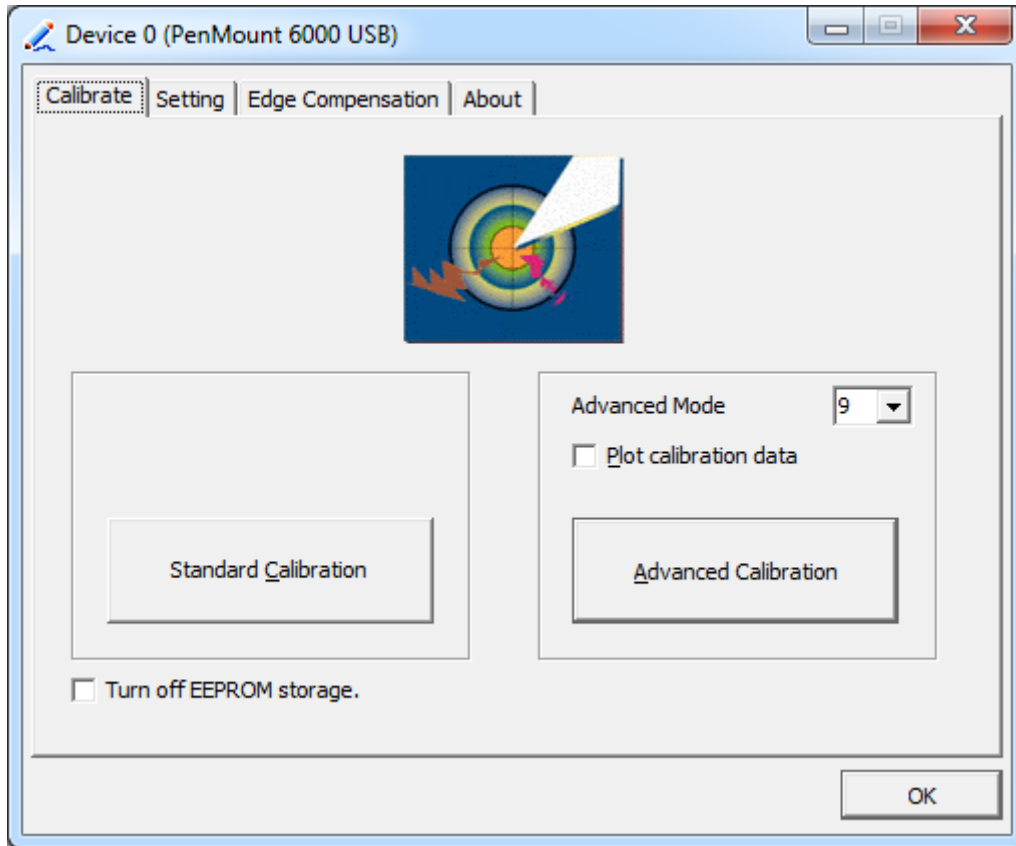 Device 0 (PenMount 6000 USB)
Calibrate Setting Edge Compensation About
Advanced Mode 9
Plot calibration data
Standard Calibration
Advanced Calibration
Turn off EEPROM storage.
OK